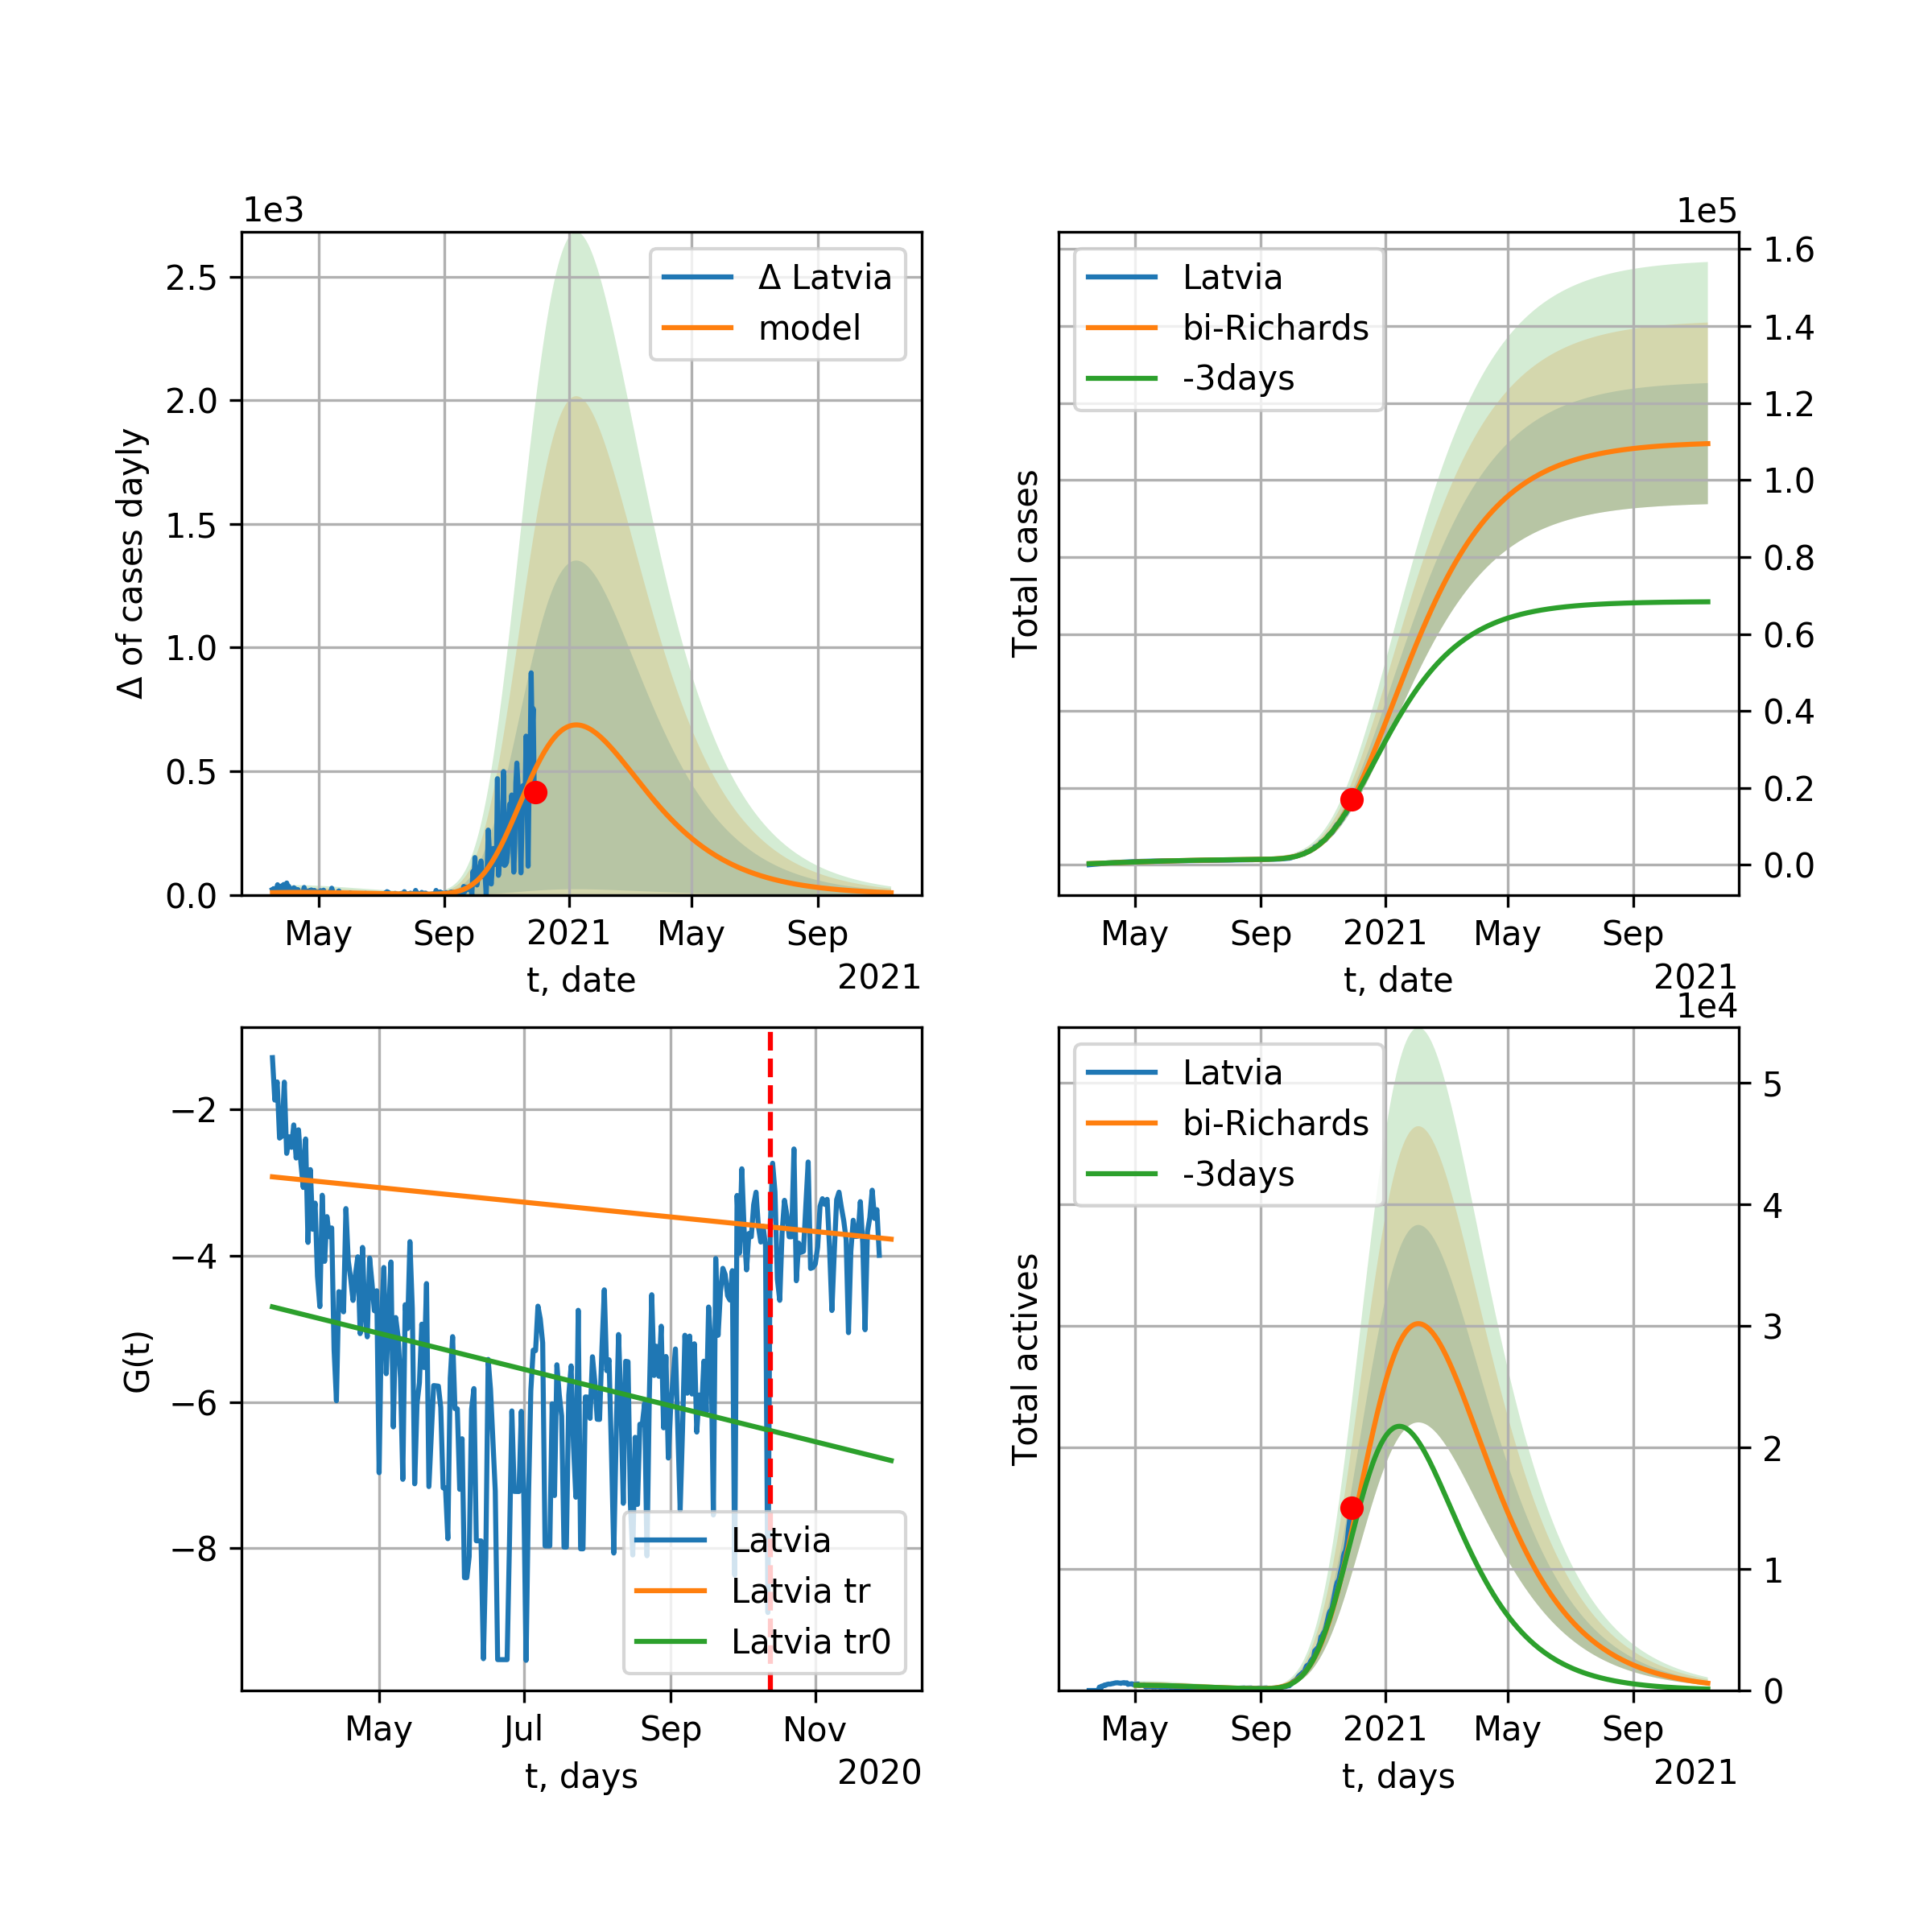 1e3
2.5
2.0
1.5
1.0
0.5
0.0
Δ of cases dayly
Δ Latvia
model
May Sep 2021 May Sep
t, date
2021
1e5
1.6
1.4
1.2
1.0
0.8
0.6
0.4
0.2
0.0
Total cases
Latvia
bi-Richards
-3days
May Sep 2021 May Sep
t, date
2021
−2
−4
−6
−8
G(t)
Latvia
Latvia tr
Latvia tr0
May Jul Sep Nov
t, days
2020
1e4
5
4
3
2
1
0
Total actives
Latvia
bi-Richards
-3days
May Sep 2021 May Sep
t, days
2021